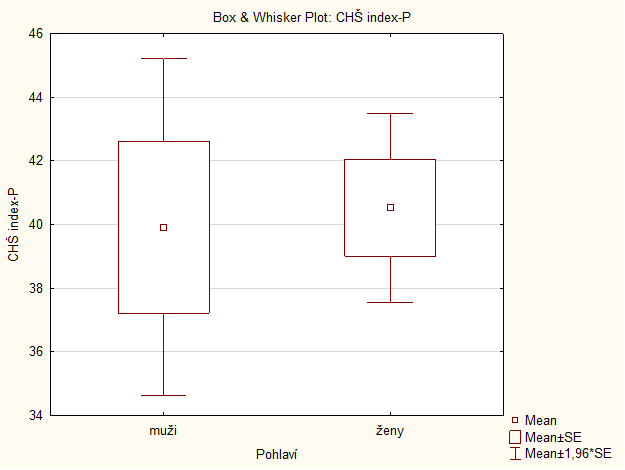 Box & Whisker Plot: CHŠ index-P
46
44
42
40
38
36
34
CHŠ index-P
muži
ženy
Pohlaví
Mean
Mean±SE
Mean±1,96*SE